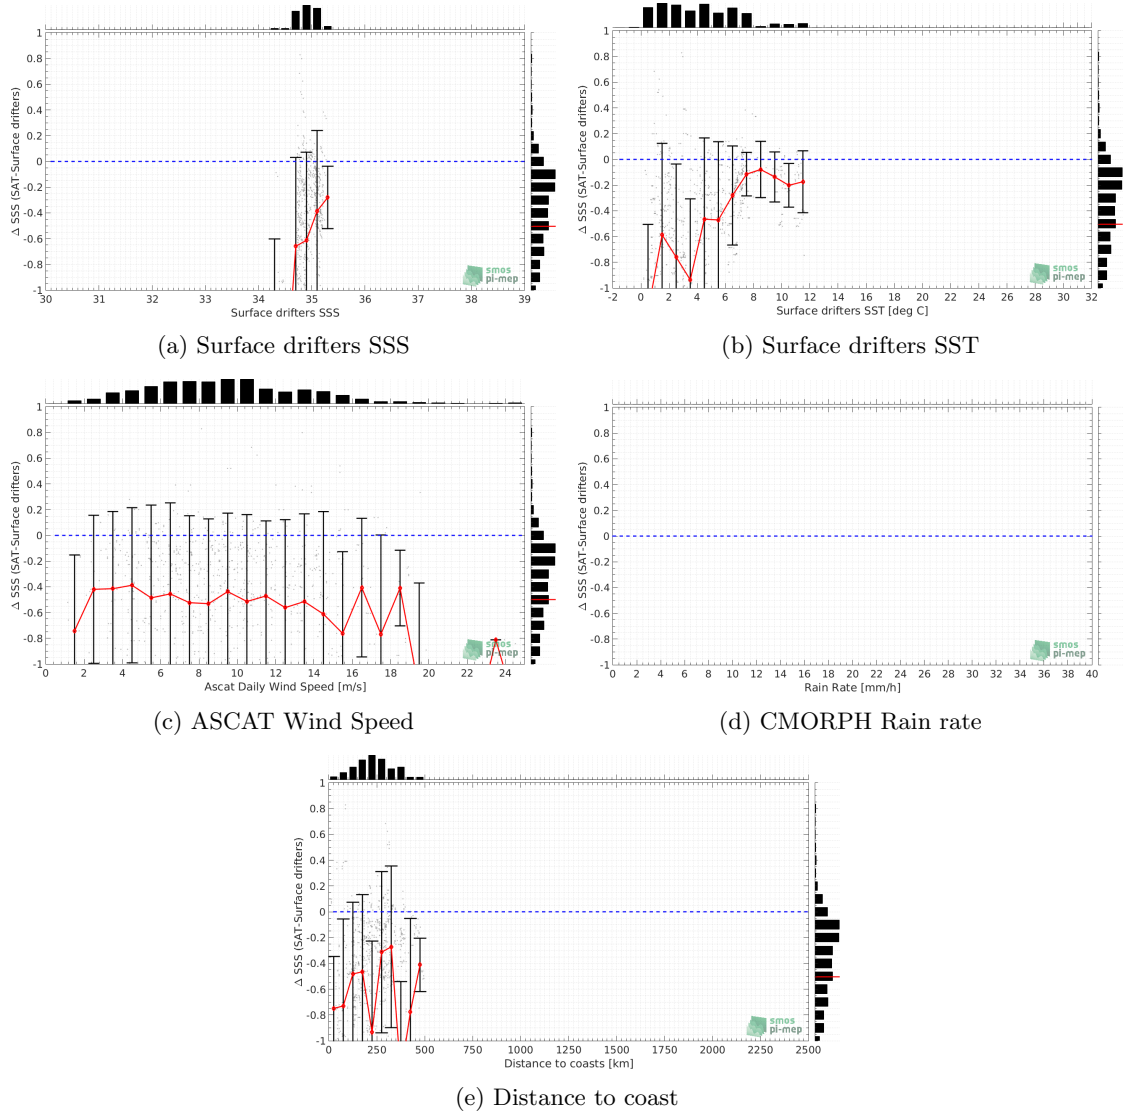 1
0.8
0.6
0.4
0.2
0
-0.2
-0.4
-0.6
-0.8
-1
Δ SSS (SAT-Surface drifters)
30 31 32 33 34 35 36 37 38 39
Surface drifters SSS
smos
pi-mep
(a) Surface drifters SSS
1
0.8
0.6
0.4
0.2
0
-0.2
-0.4
-0.6
-0.8
-1
Δ SSS (SAT-Surface drifters)
-2 0 2 4 6 8 10 12 14 16 18 20 22 24 26 28 30 32
Surface drifters SST [deg C]
smos
pi-mep
(b) Surface drifters SST
1
0.8
0.6
0.4
0.2
0
-0.2
-0.4
-0.6
-0.8
-1
Δ SSS (SAT-Surface drifters)
0 2 4 6 8 10 12 14 16 18 20 22 24
Ascat Daily Wind Speed [m/s]
smos
pi-mep
(c) ASCAT Wind Speed
1
0.8
0.6
0.4
0.2
0
-0.2
-0.4
-0.6
-0.8
-1
Δ SSS (SAT-Surface drifters)
0 2 4 6 8 10 12 14 16 18 20 22 24 26 28 30 32 34 36 38 40
Rain Rate [mm/h]
smos
pi-mep
(d) CMORPH Rain rate
1
0.8
0.6
0.4
0.2
0
-0.2
-0.4
-0.6
-0.8
-1
Δ SSS (SAT-Surface drifters)
0 250 500 750 1000 1250 1500 1750 2000 2250 2500
Distance to coasts [km]
smos
pi-mep
(e) Distance to coast